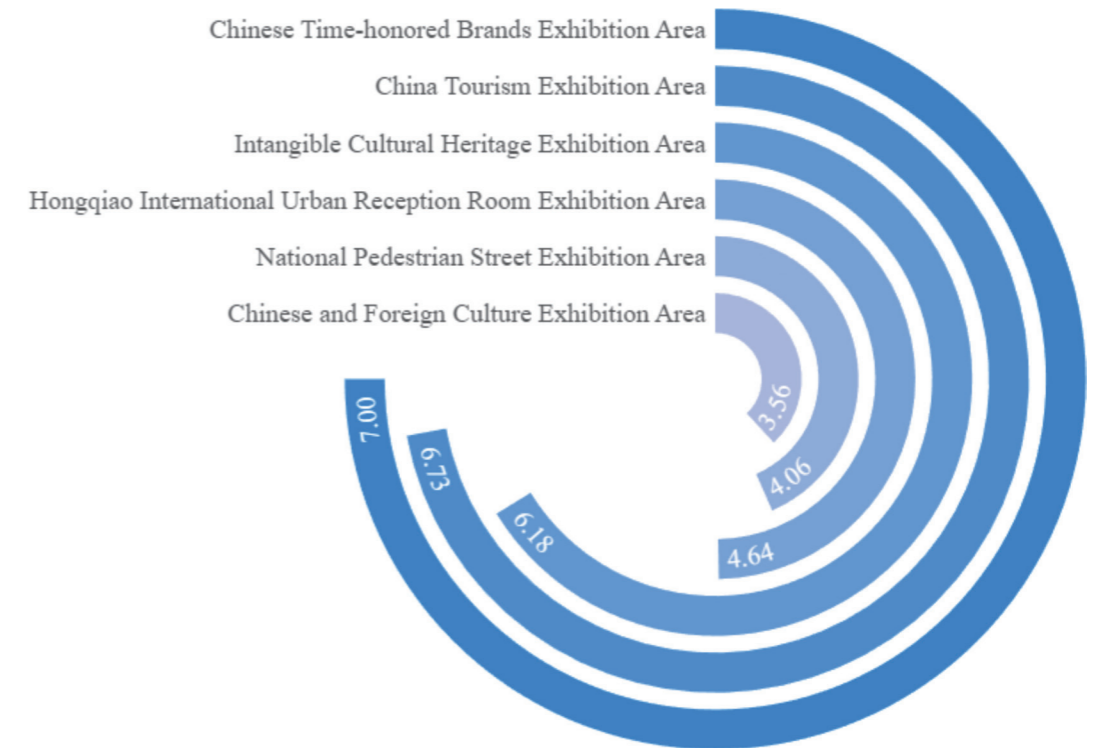 Chinese Time-honored Brands Exhibition Area
China Tourism Exhibition Area
Intangible Cultural Heritage Exhibition Area
Hongqiao International Urban Reception Room Exhibition Area
National Pedestrian Street Exhibition Area
Chinese and Foreign Culture Exhibition Area
7.00
6.73
6.18
4.64
4.06
3.56